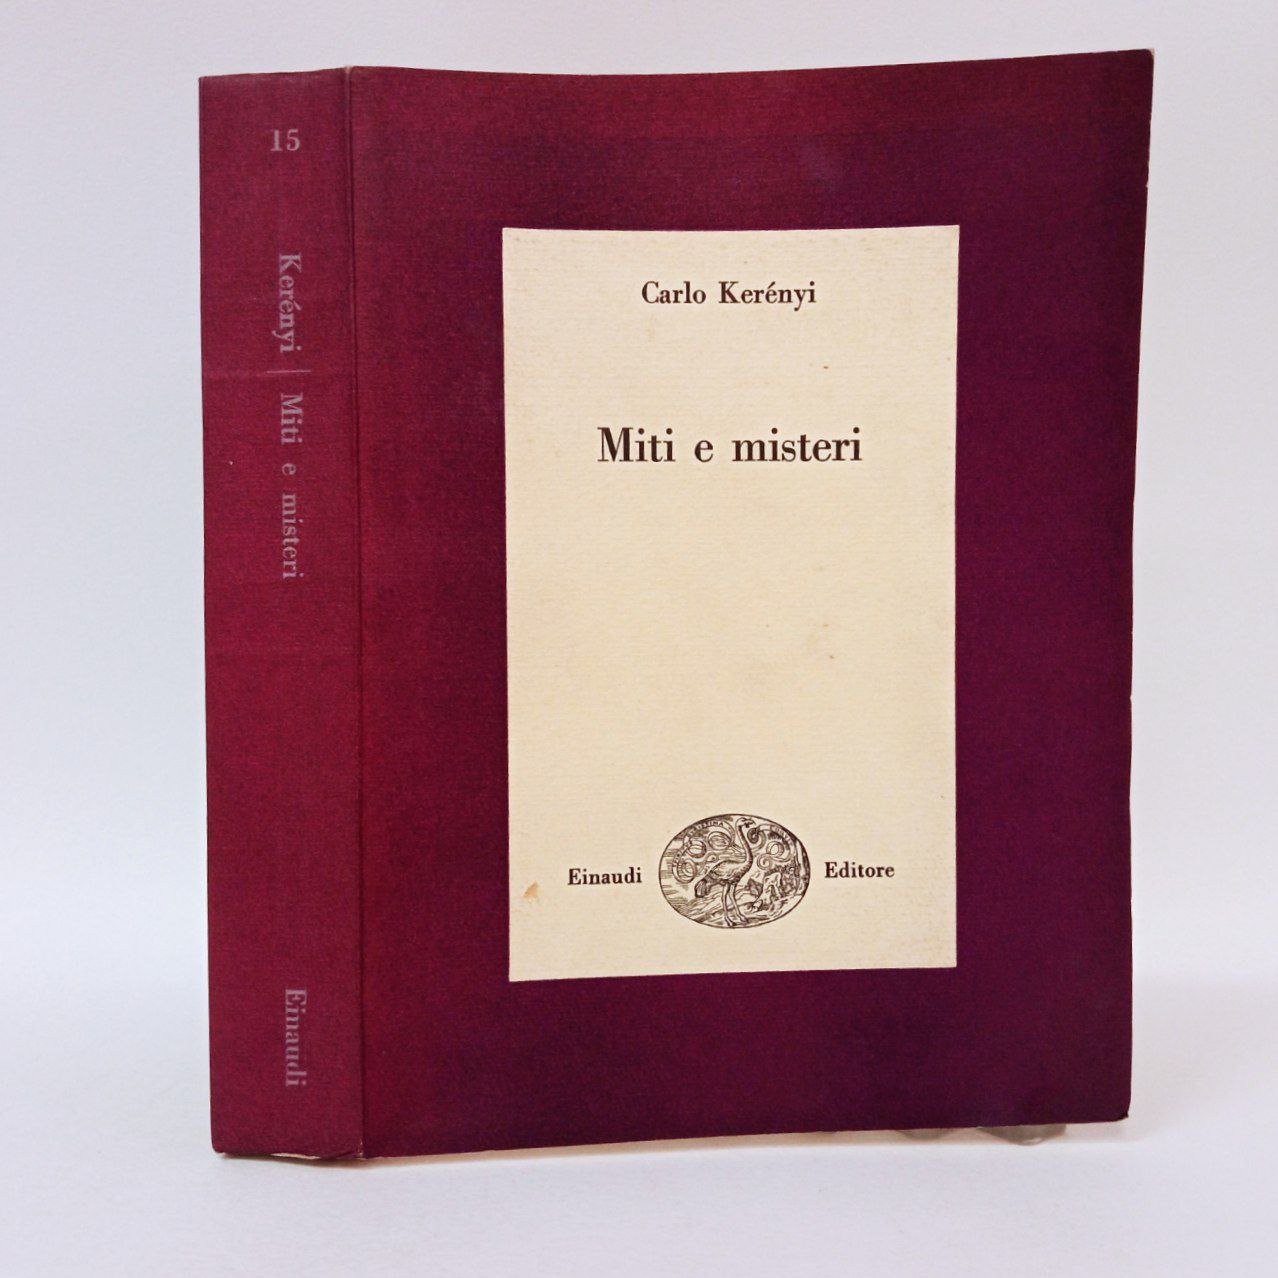 15
Kerényi | Miti e misteri
Einaudi
Carlo Kerényi
Miti e misteri
Einaudi
Editore